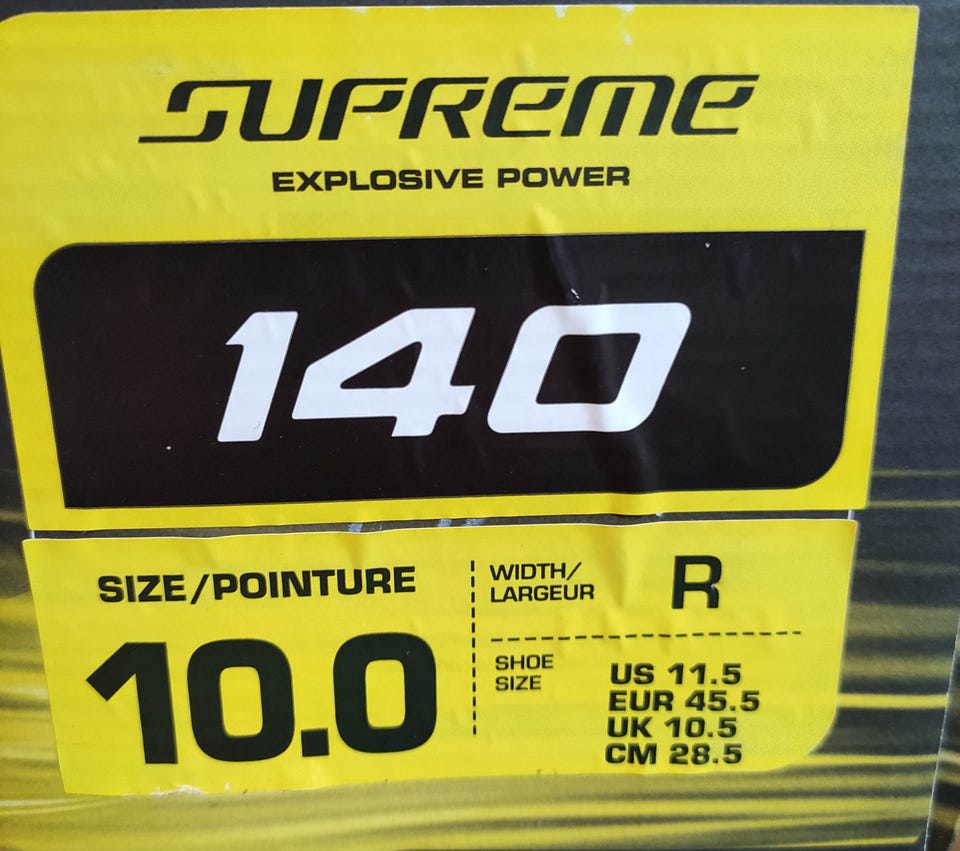 SUPREME
EXPLOSIVE POWER
140
SIZE/POINTURE
10.0
WIDTH/
LARGEUR
R
SHOE
SIZE
US 11.5
EUR 45.5
UK 10.5
CM 28.5